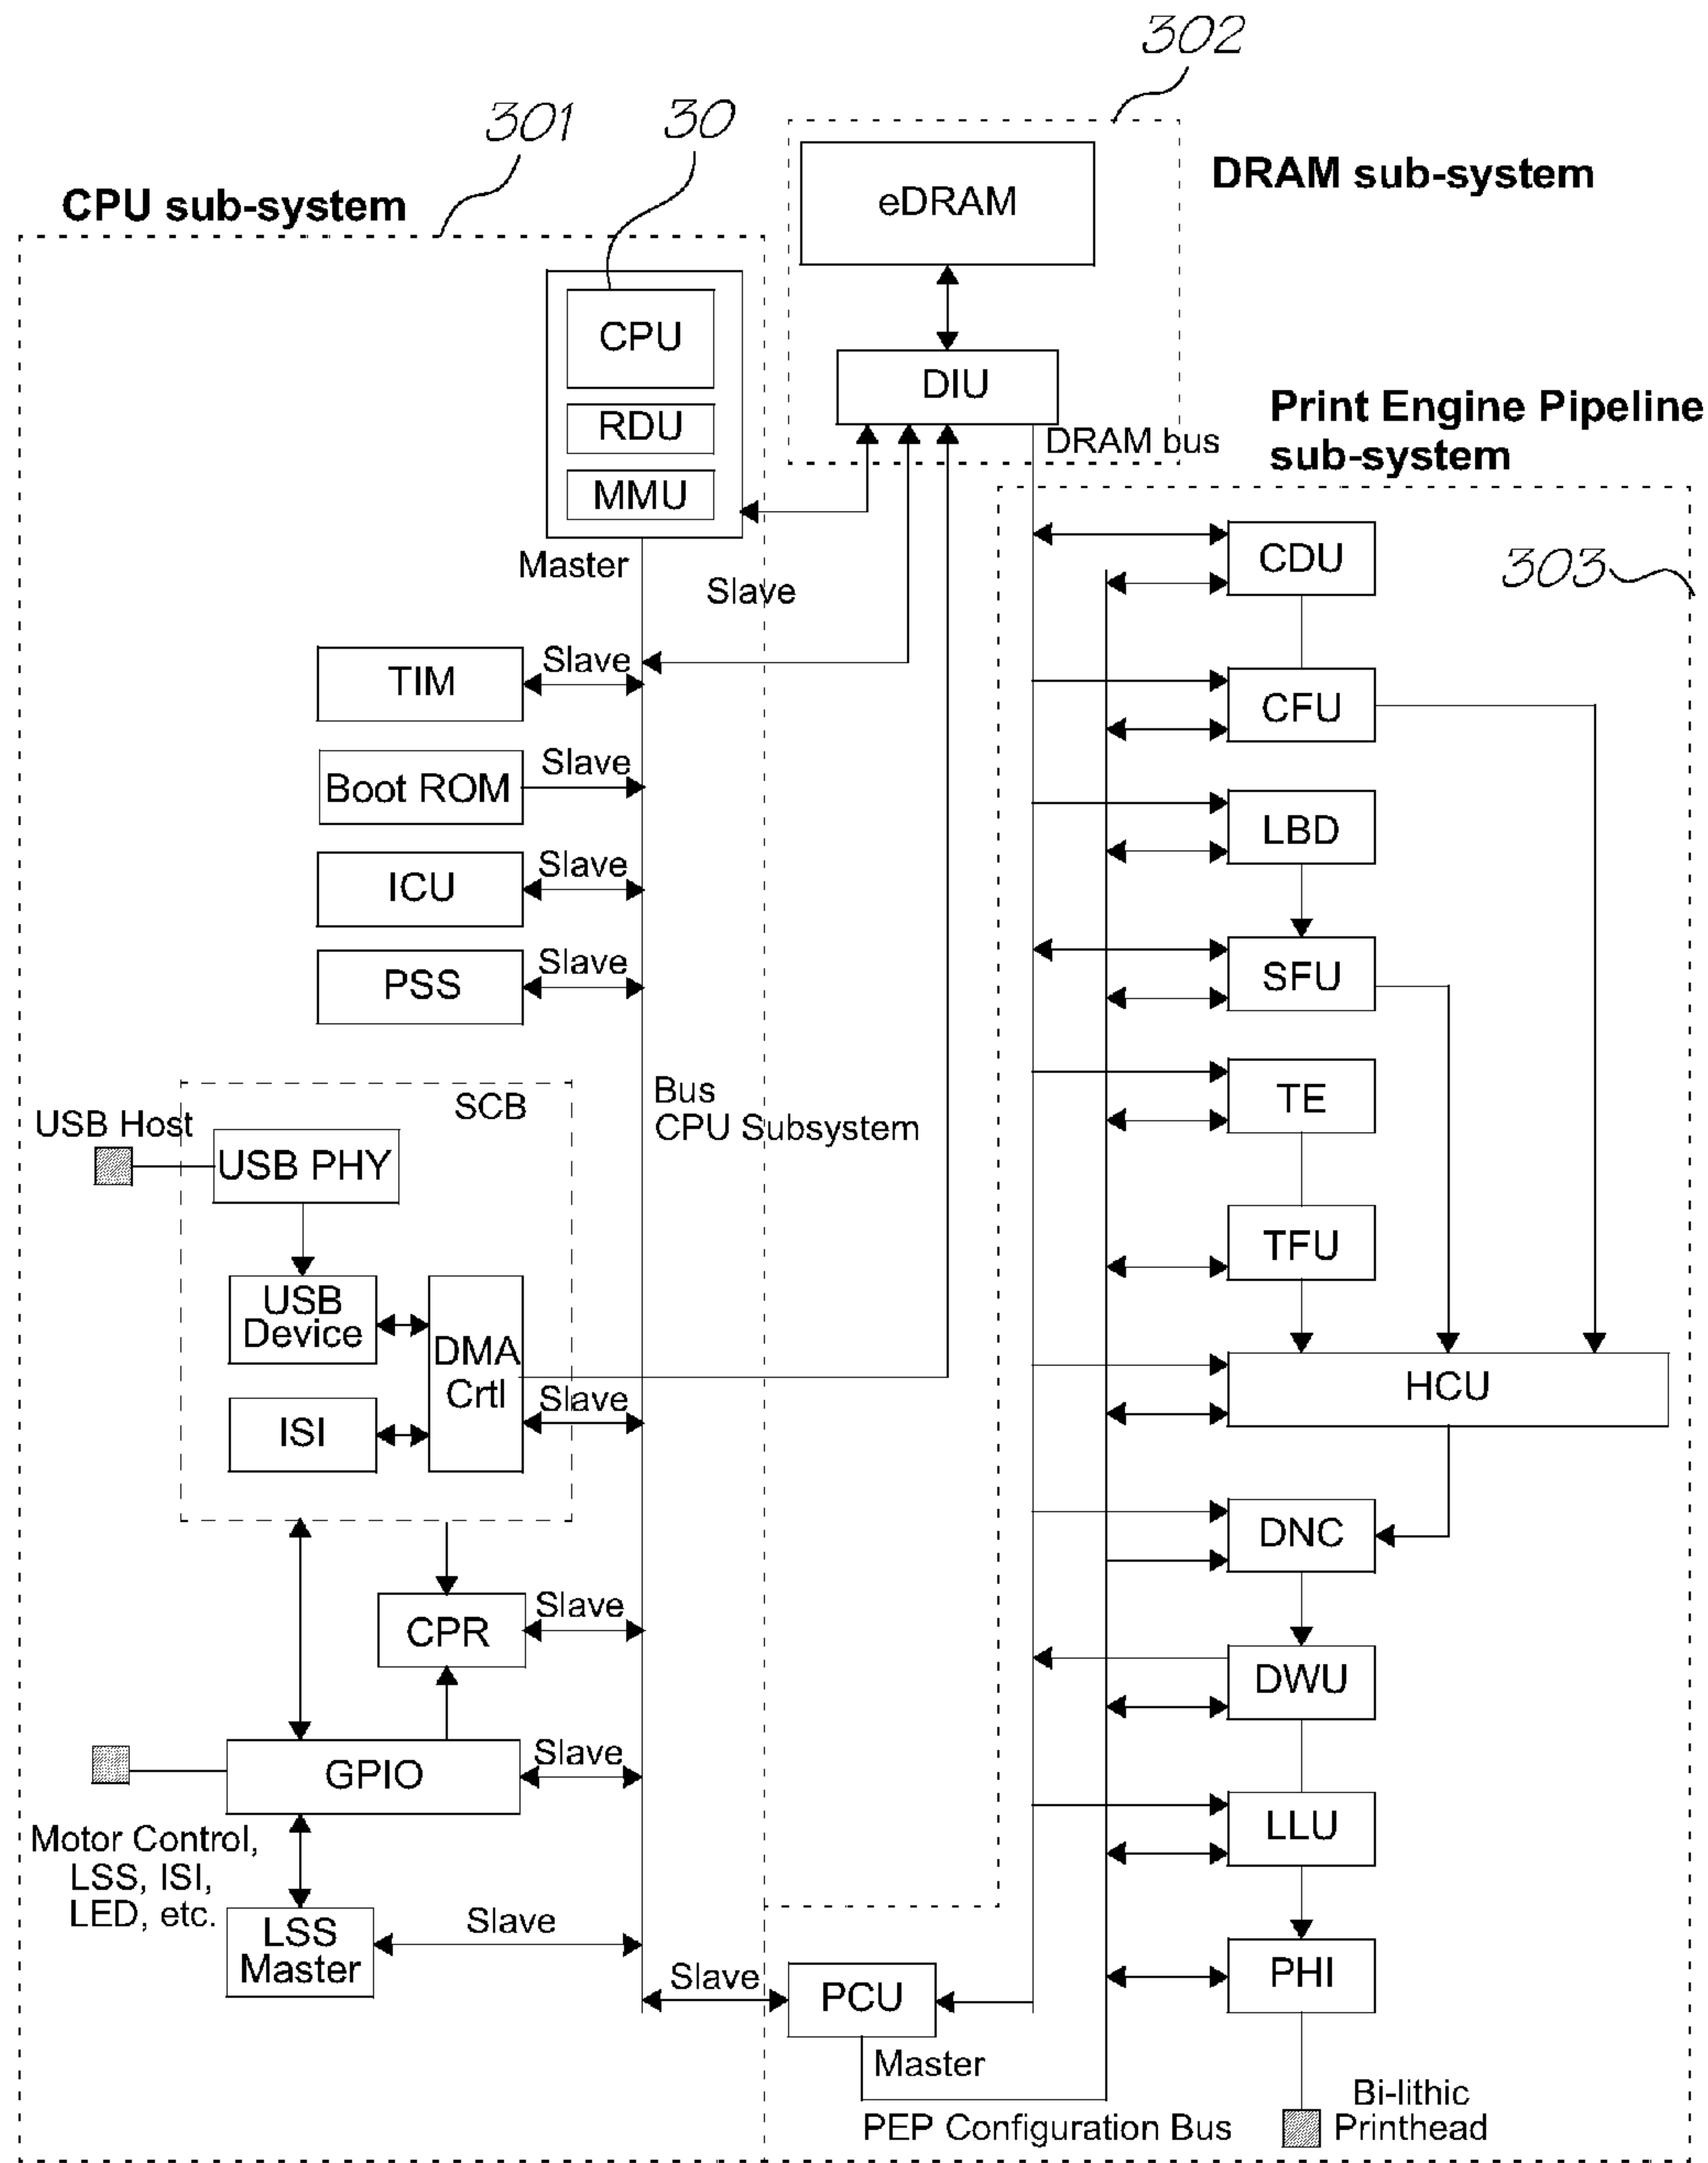 302
301
30
DRAM sub-system
CPU sub-system
eDRAM
CPU
DIU
RDU
DRAM bus
MMU
Print Engine Pipeline
sub-system
Master
Slave
CDU
303
TIM
Slave
CFU
Boot ROM
Slave
LBD
ICU
Slave
PSS
Slave
SFU
SCB
Bus
CPU Subsystem
TE
USB Host
USB PHY
TFU
USB
Device
DMA
Crtl
Slave
ISI
HCU
DNC
CPR
Slave
DWU
GPIO
Slave
Motor Control,
LSS, ISI,
LED, etc.
LLU
LSS
Master
Slave
Slave
PCU
PHI
Master
PEP Configuration Bus
Bi-lithic
Printhead